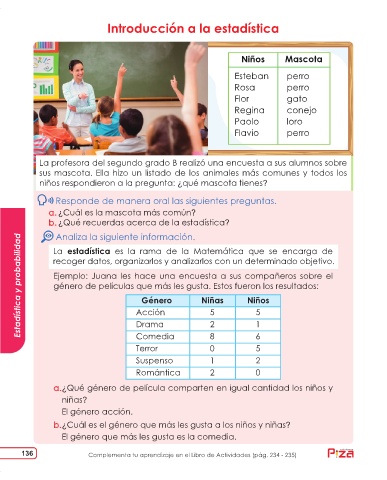 Introducción a la estadística
Niños Mascota
Esteban perro
Rosa perro
Flor gato
Regina conejo
Paolo loro
Flavio perro
La profesora del segundo grado B realizó una encuesta a sus alumnos sobre
sus mascota. Ella hizo un listado de los animales más comunes y todos los
niños respondieron a la pregunta: ¿qué mascota tienes?
Responde de manera oral las siguientes preguntas.
a. ¿Cuál es la mascota más común?
b. ¿Qué recuerdas acerca de la estadística?
Analiza la siguiente información.
La estadística es la rama de la Matemática que se encarga de
recoger datos, organizarlos y analizarlos con un determinado objetivo.
Ejemplo: Juana les hace una encuesta a sus compañeros sobre el
género de películas que más les gusta. Estos fueron los resultados:
Género Niñas Niños
Acción 5 5
Drama 2 1
Comedia 8 6
Terror 0 5
Suspenso 1 2
Romántica 2 0
a.¿Qué género de película comparten en igual cantidad los niños y
niñas?
El género acción.
b.¿Cuál es el género que más les gusta a los niños y niñas?
El género que más les gusta es la comedia.
Estadística y probabilidad
136
Complementa tu aprendizaje en el Libro de Actividades (pág. 234 - 235)